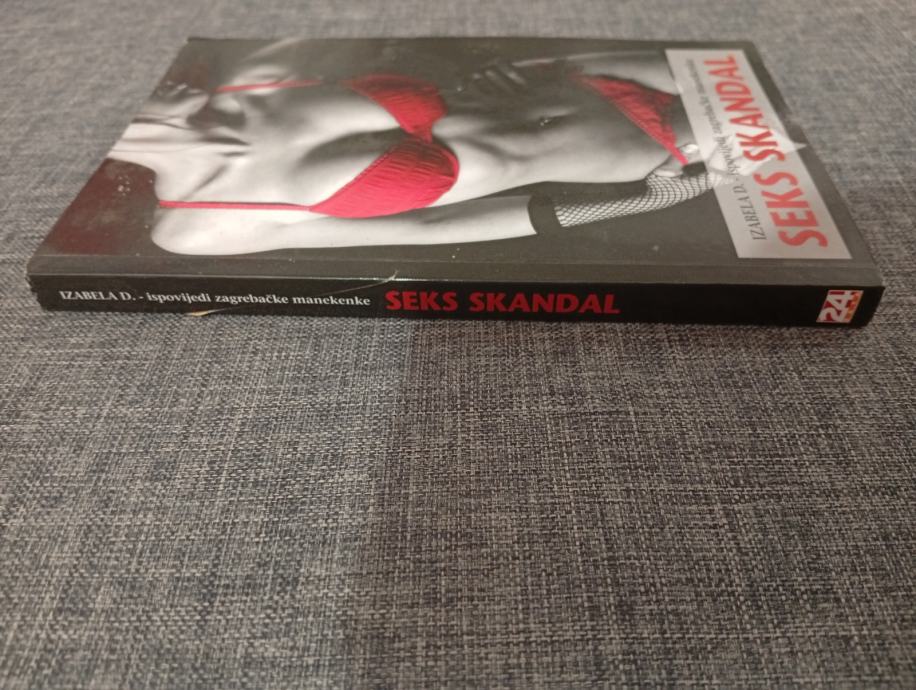 IZABELA D. - ispovijedi zagrebačke manekenke
SEKS SKANDAL
IZABELA D. - ispovijedi zagrebačke manekenke
SEKS SKANDAL
24